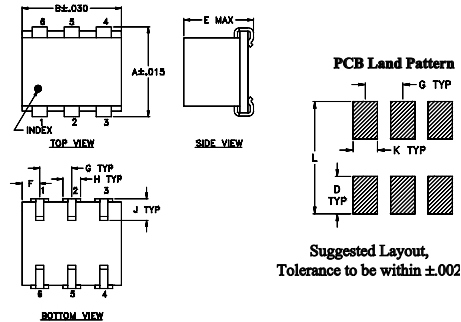 B±.030
E MAX
6 5 4
A±.015
INDEX
1 2 3
TOP VIEW
SIDE VIEW
PCB Land Pattern
G TYP
L
K TYP
D
TYP
Suggested Layout,
Tolerance to be within ±.002
G TYP
H TYP
F
1 2 3
J TYP
6 5 4
BOTTOM VIEW